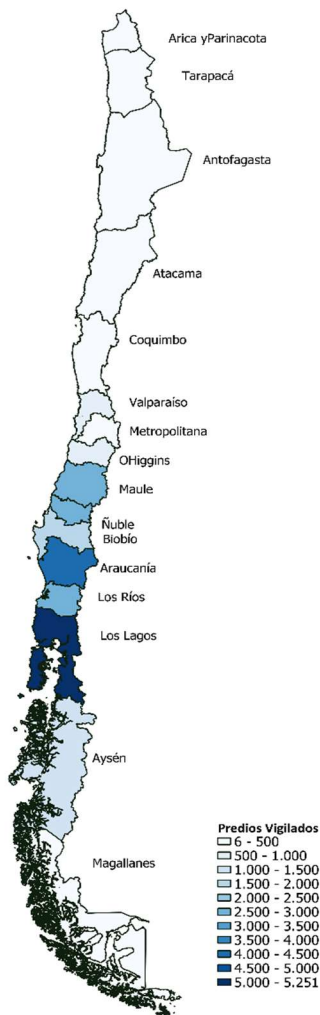 Arica yParinacota
Tarapacá
Antofagasta
Atacama
Coquimbo
Valparaíso
Metropolitana
OHiggins
Maule
Ñuble
Biobío
Araucanía
Los Ríos
Los Lagos
Aysén
Magallanes
Predios Vigilados
6 - 500
500 - 1.000
1.000 - 1.500
1.500 - 2.000
2.000 - 2.500
2.500 - 3.000
3.000 - 3.500
3.500 - 4.000
4.000 - 4.500
4.500 - 5.000
5.000 - 5.251